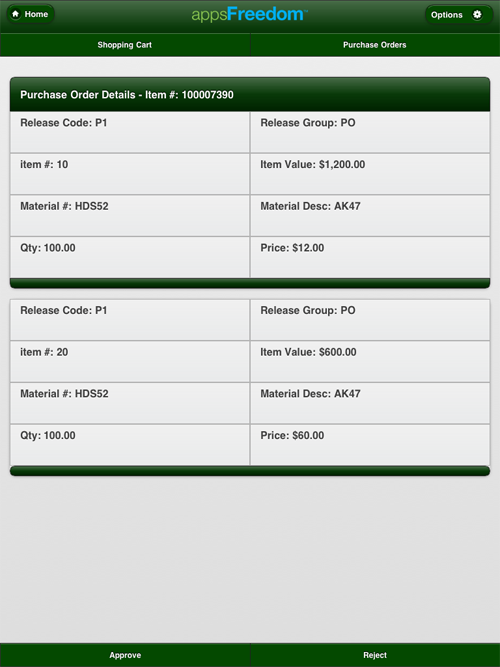 Home
appsFreedom™
Options
Shopping Cart
Purchase Orders
Purchase Order Details - Item #: 100007390
Release Code: P1
Release Group: PO
item #: 10
Item Value: $1,200.00
Material #: HDS52
Material Desc: AK47
Qty: 100.00
Price: $12.00
Release Code: P1
Release Group: PO
item #: 20
Item Value: $600.00
Material #: HDS52
Material Desc: AK47
Qty: 100.00
Price: $60.00
Approve
Reject